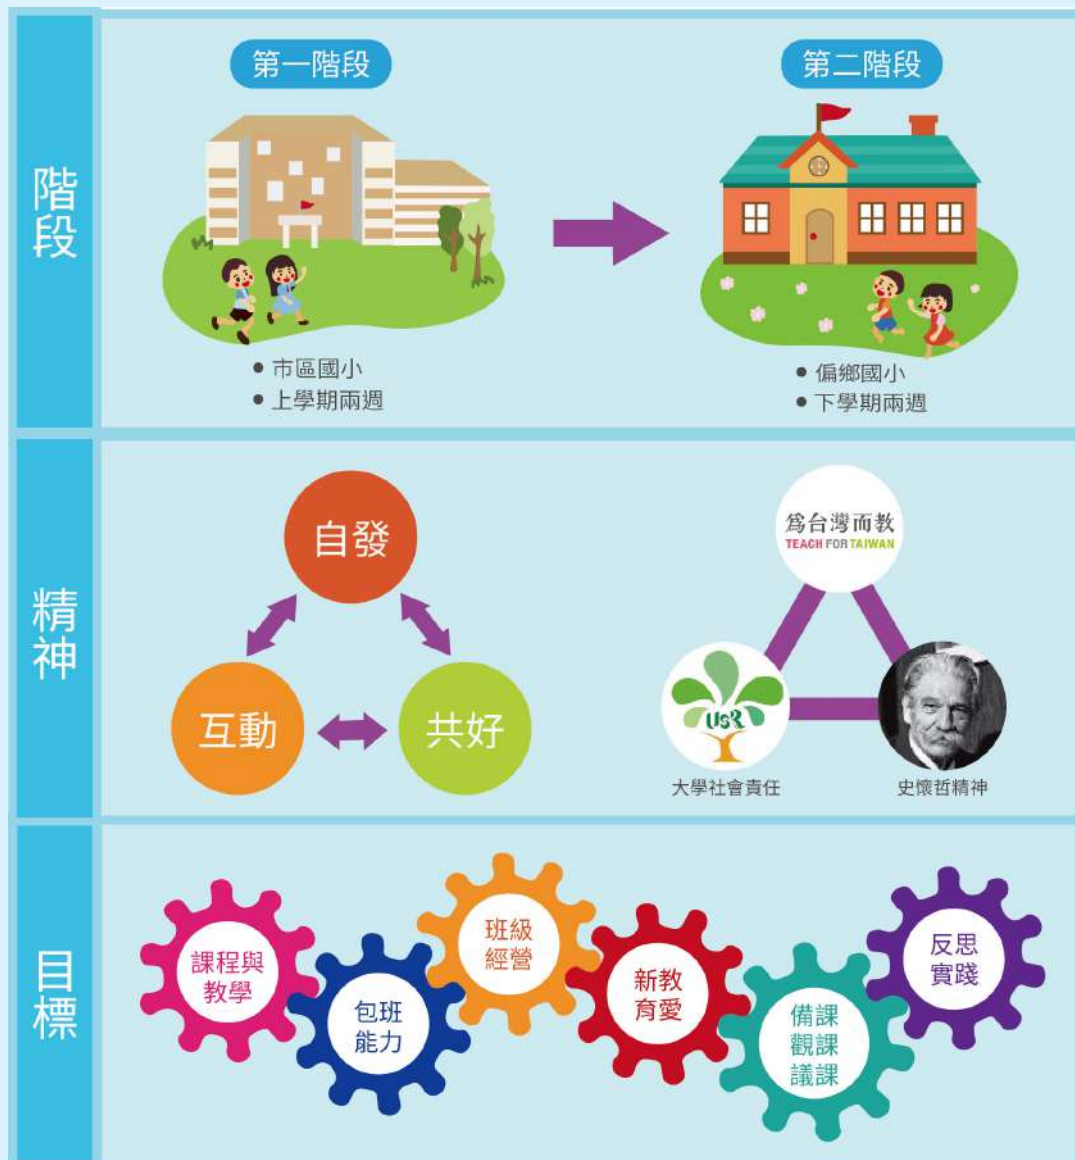 階段
第一階段
• 市區國小
• 上學期兩週
第二階段
• 偏鄉國小
• 下學期兩週
精神
自發
互動
共好
為台灣而教
TEACH FOR TAIWAN
USR
大學社會責任
史懷哲精神
目標
課程與
教學
包班
能力
班級
經營
新教
育愛
備課
觀課
議課
反思
實踐